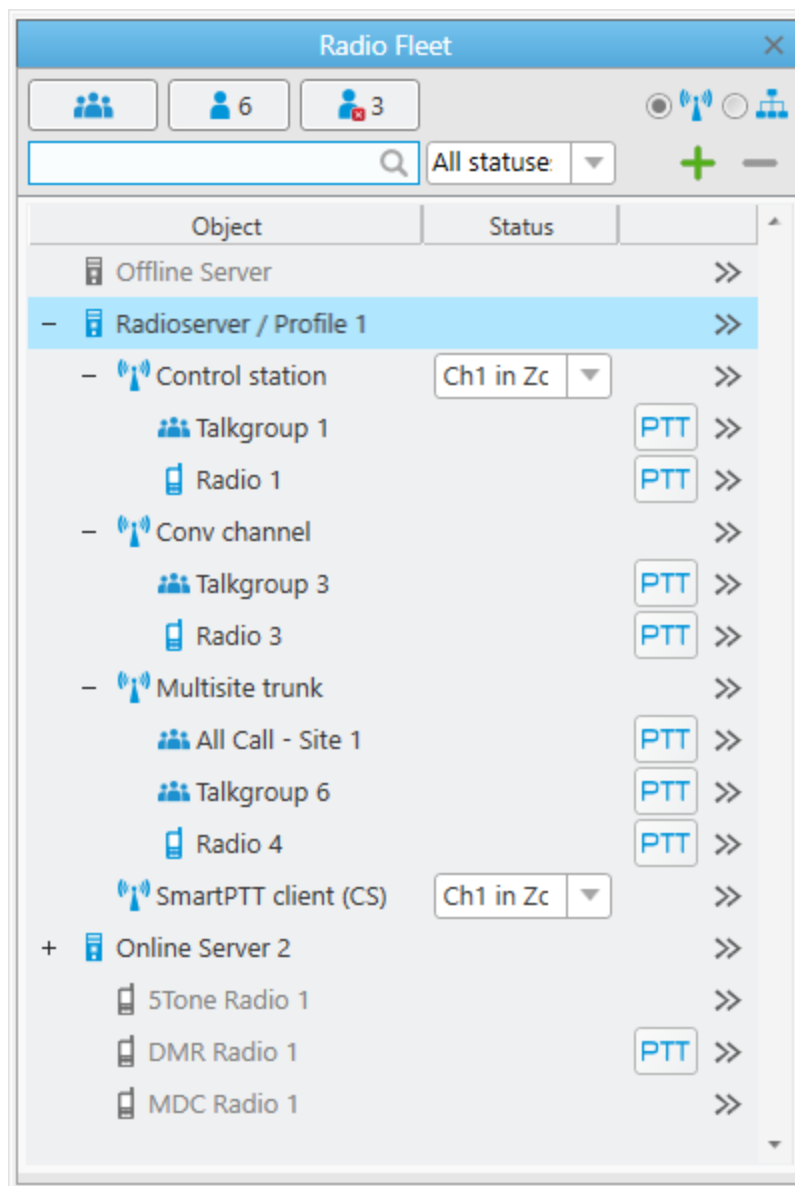 Radio Fleet
6 3
All statuse:
Object Status
Offline Server
Radioserver / Profile 1
Control station Ch1 in Zc
Talkgroup 1 PTT
Radio 1 PTT
Conv channel
Talkgroup 3 PTT
Radio 3 PTT
Multisite trunk
All Call - Site 1 PTT
Talkgroup 6 PTT
Radio 4 PTT
SmartPTT client (CS) Ch1 in Zc
Online Server 2
5Tone Radio 1
DMR Radio 1 PTT
MDC Radio 1